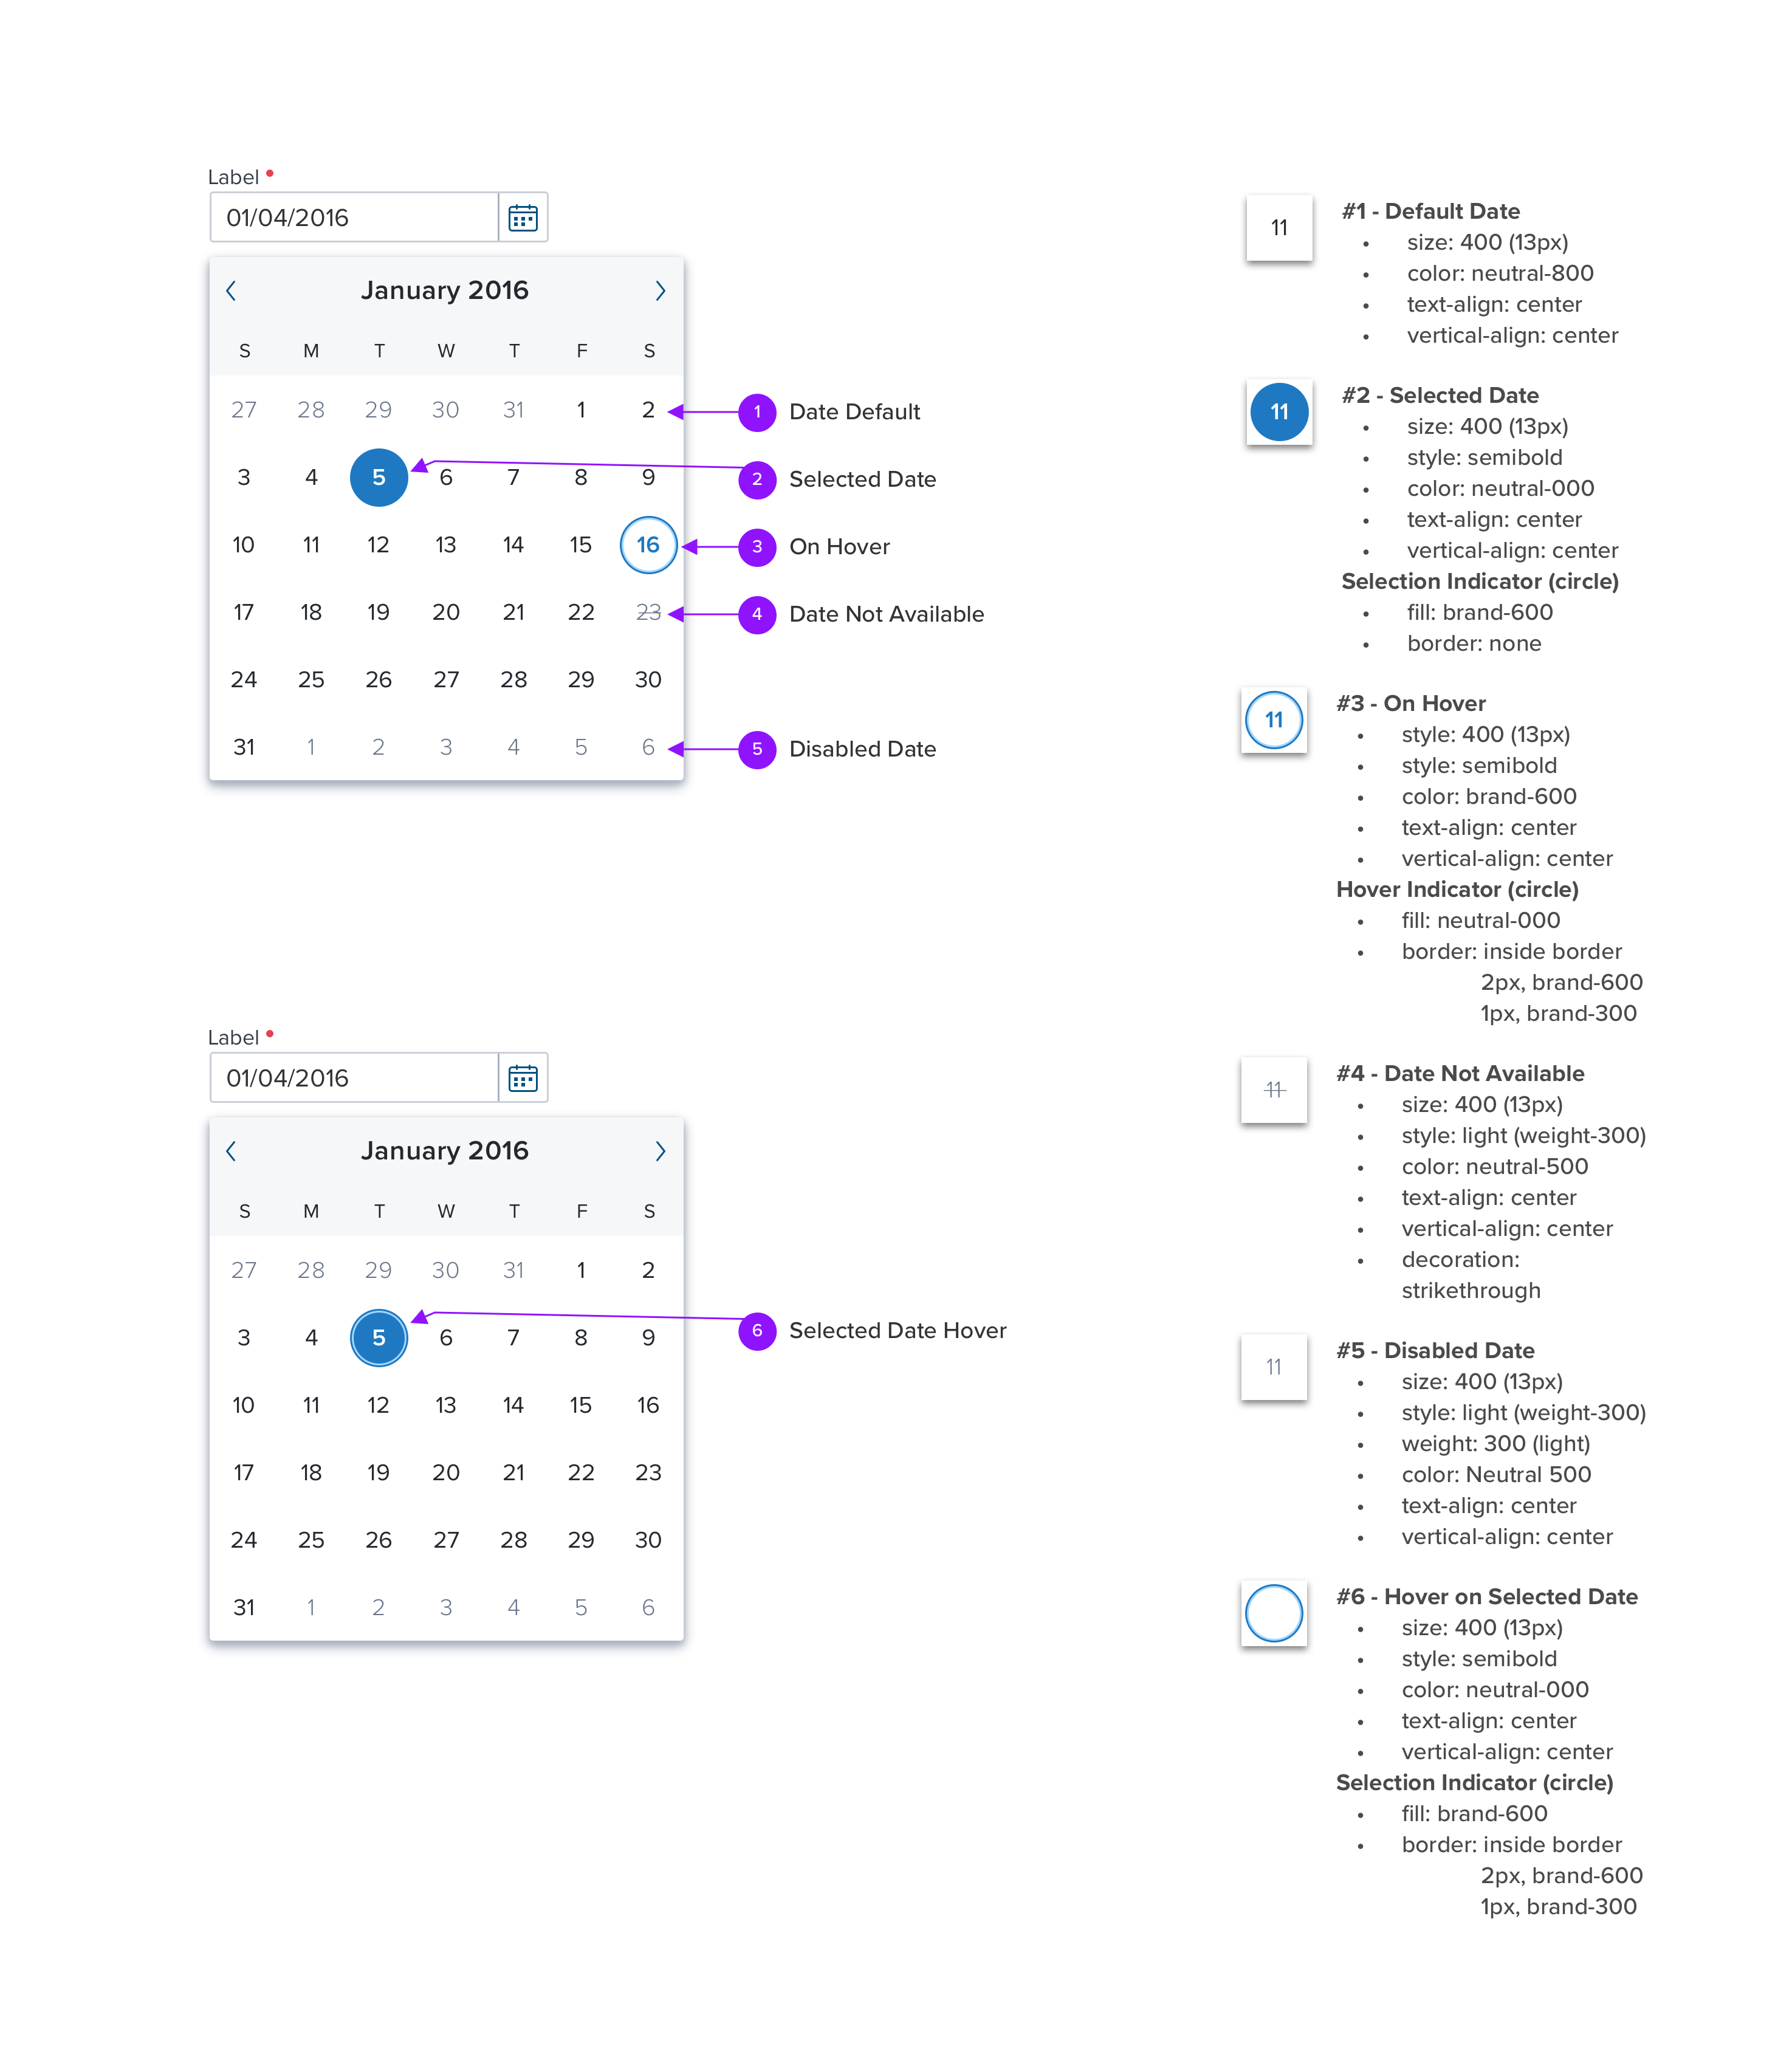 Label
01/04/2016
January 2016
S M T W T F S
27 28 29 30 31 1 2
1 Date Default
3 4 5 6 7 8 9
2 Selected Date
10 11 12 13 14 15 16
3 On Hover
17 18 19 20 21 22 23
4 Date Not Available
24 25 26 27 28 29 30
31 1 2 3 4 5 6
5 Disabled Date
Label
01/04/2016
January 2016
S M T W T F S
27 28 29 30 31 1 2
3 4 5 6 7 8 9
6 Selected Date Hover
10 11 12 13 14 15 16
17 18 19 20 21 22 23
24 25 26 27 28 29 30
31 1 2 3 4 5 6
11
#1 - Default Date
• size: 400 (13px)
• color: neutral-800
• text-align: center
• vertical-align: center
11
#2 - Selected Date
• size: 400 (13px)
• style: semibold
• color: neutral-000
• text-align: center
• vertical-align: center
Selection Indicator (circle)
• fill: brand-600
• border: none
11
#3 - On Hover
• style: 400 (13px)
• style: semibold
• color: brand-600
• text-align: center
• vertical-align: center
Hover Indicator (circle)
• fill: neutral-000
• border: inside border
2px, brand-600
1px, brand-300
11
#4 - Date Not Available
• size: 400 (13px)
• style: light (weight-300)
• color: neutral-500
• text-align: center
• vertical-align: center
• decoration:
strikethrough
11
#5 - Disabled Date
• size: 400 (13px)
• style: light (weight-300)
• weight: 300 (light)
• color: Neutral 500
• text-align: center
• vertical-align: center
#6 - Hover on Selected Date
• size: 400 (13px)
• style: semibold
• color: neutral-000
• text-align: center
• vertical-align: center
Selection Indicator (circle)
• fill: brand-600
• border: inside border
2px, brand-600
1px, brand-300